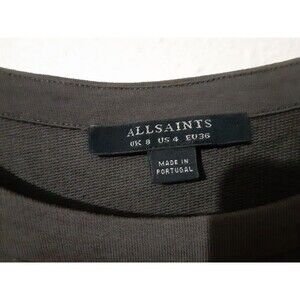 ALLSAINTS
UK 8 US 4 EU36
MADE IN
PORTUGAL